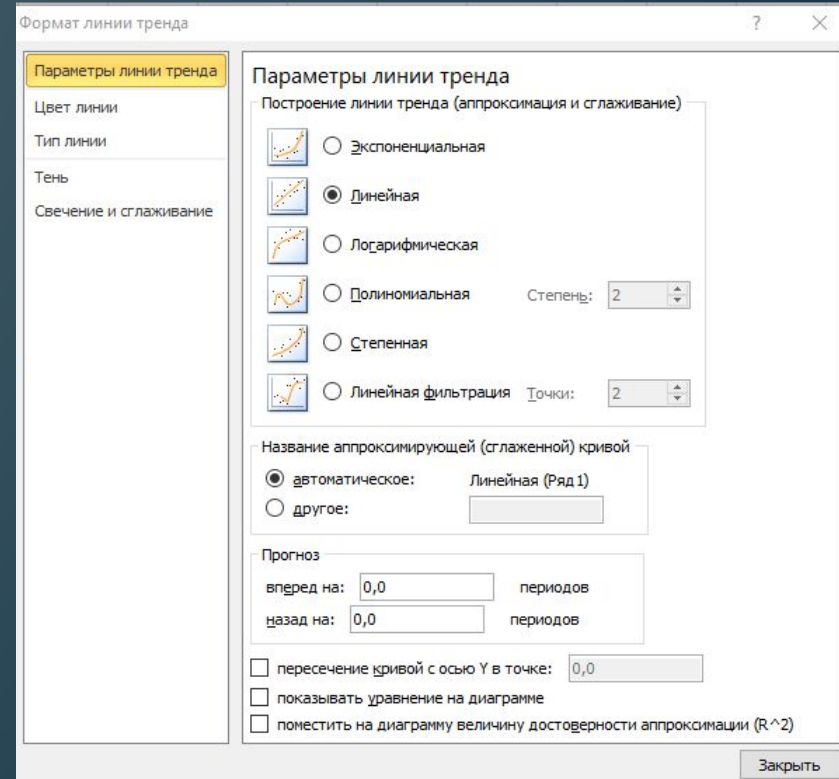 Формат линии тренда
?
Параметры линии тренда
Цвет линии
Тип линии
Тень
Свечение и сглаживание
Параметры линии тренда
Построение линии тренда (аппроксимация и сглаживание)
Экспоненциальная
Линейная
Логарифмическая
Полиномиальная Степень: 2
Степенная
Линейная фильтрация Точки: 2
Название аппроксимирующей (сглаженной) кривой
автоматическое: Линейная (Ряд1)
другое:
Прогноз
вперед на: 0,0 периодов
назад на: 0,0 периодов
пересечение кривой с осью Y в точке: 0,0
показывать уравнение на диаграмме
поместить на диаграмму величину достоверности аппроксимации (R^2)
Закрыть